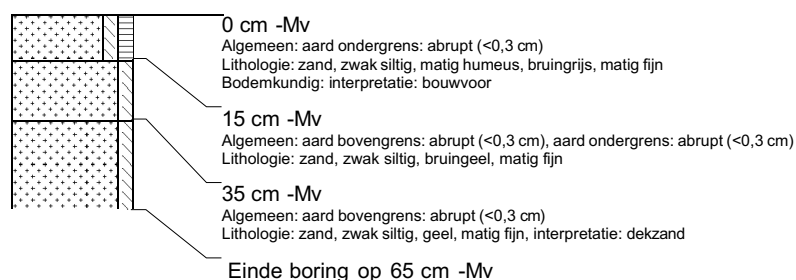 0 cm -Mv
Algemeen: aard ondergrens: abrupt (<0,3 cm)
Lithologie: zand, zwak siltig, matig humeus, bruingrijs, matig fijn
Bodemkundig: interpretatie: bouwvoor
15 cm -Mv
Algemeen: aard bovengrens: abrupt (<0,3 cm), aard ondergrens: abrupt (<0,3 cm)
Lithologie: zand, zwak siltig, bruingeel, matig fijn
35 cm -Mv
Algemeen: aard bovengrens: abrupt (<0,3 cm)
Lithologie: zand, zwak siltig, geel, matig fijn, interpretatie: dekzand
Einde boring op 65 cm -Mv